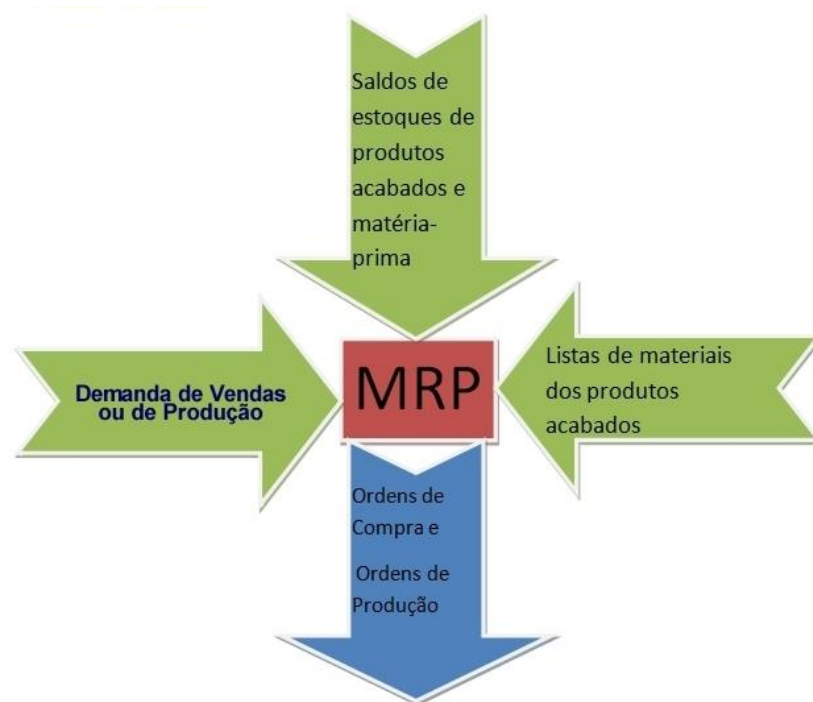 Saldos de
estoques de
produtos
acabados e
matéria-
prima
Demanda de Vendas
ou de Produção
MRP
Listas de materiais
dos produtos
acabados
Ordens de
Compra e
Ordens de
Produção